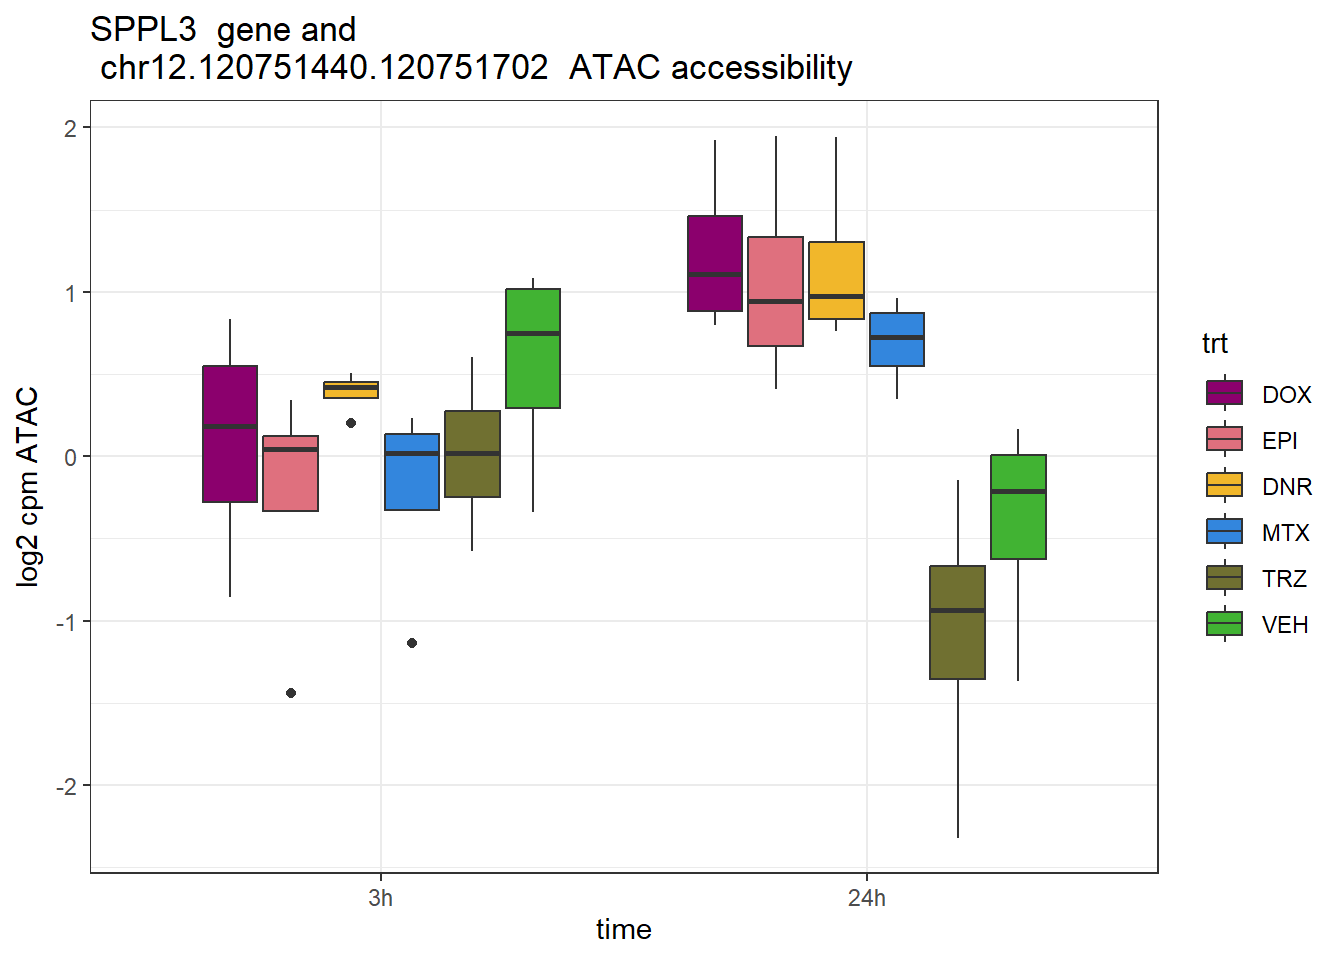 SPPL3  gene and
chr12.120751440.120751702  ATAC accessibility
2
1
0
-1
-2
log2 cpm ATAC
3h
24h
time
trt
DOX
EPI
DNR
MTX
TRZ
VEH